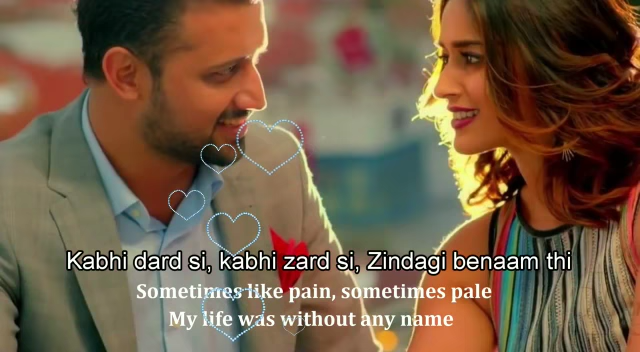 Kabhi dard si, kabhi zard si, Zindagi benaam thi
Sometimes like pain, sometimes pale
My life was without any name